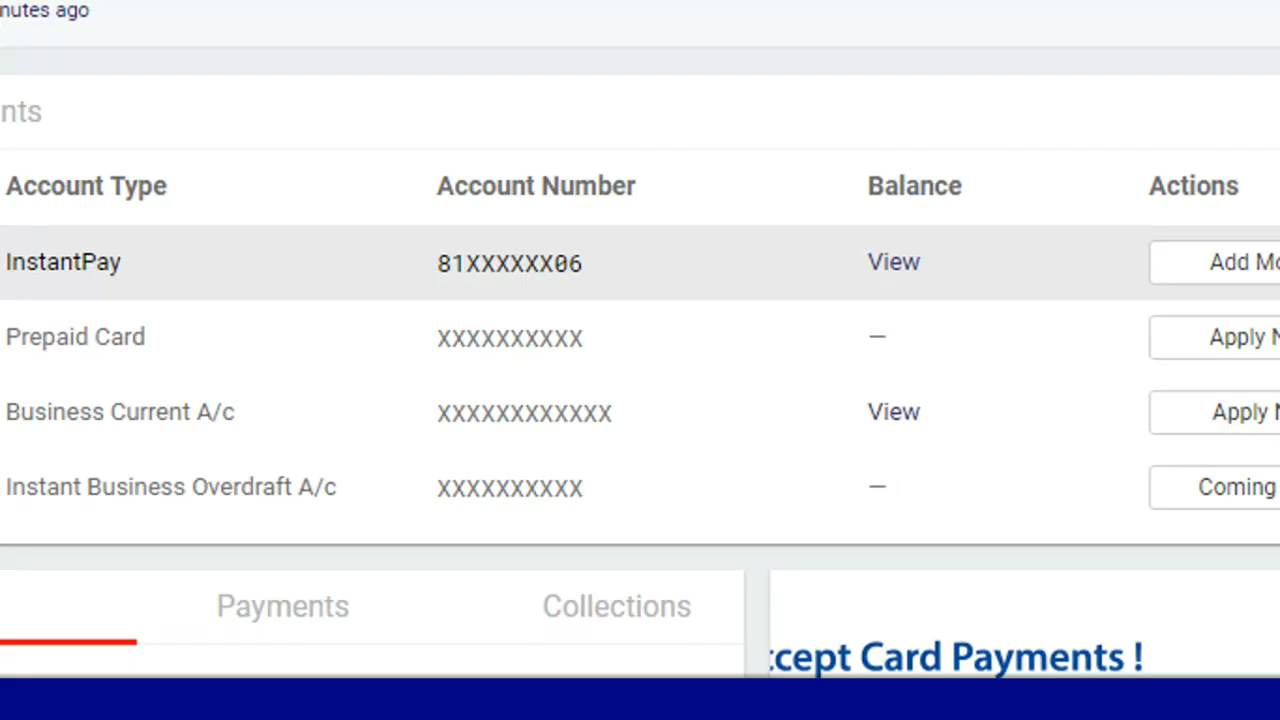 nutes ago
nts
Account Type Account Number Balance Actions
InstantPay 81XXXXXX06 View Add Mo
Prepaid Card XXXXXXXXXX — Apply N
Business Current A/c XXXXXXXXXXXX View Apply N
Instant Business Overdraft A/c XXXXXXXXXX — Coming
Payments Collections
ccept Card Payments !